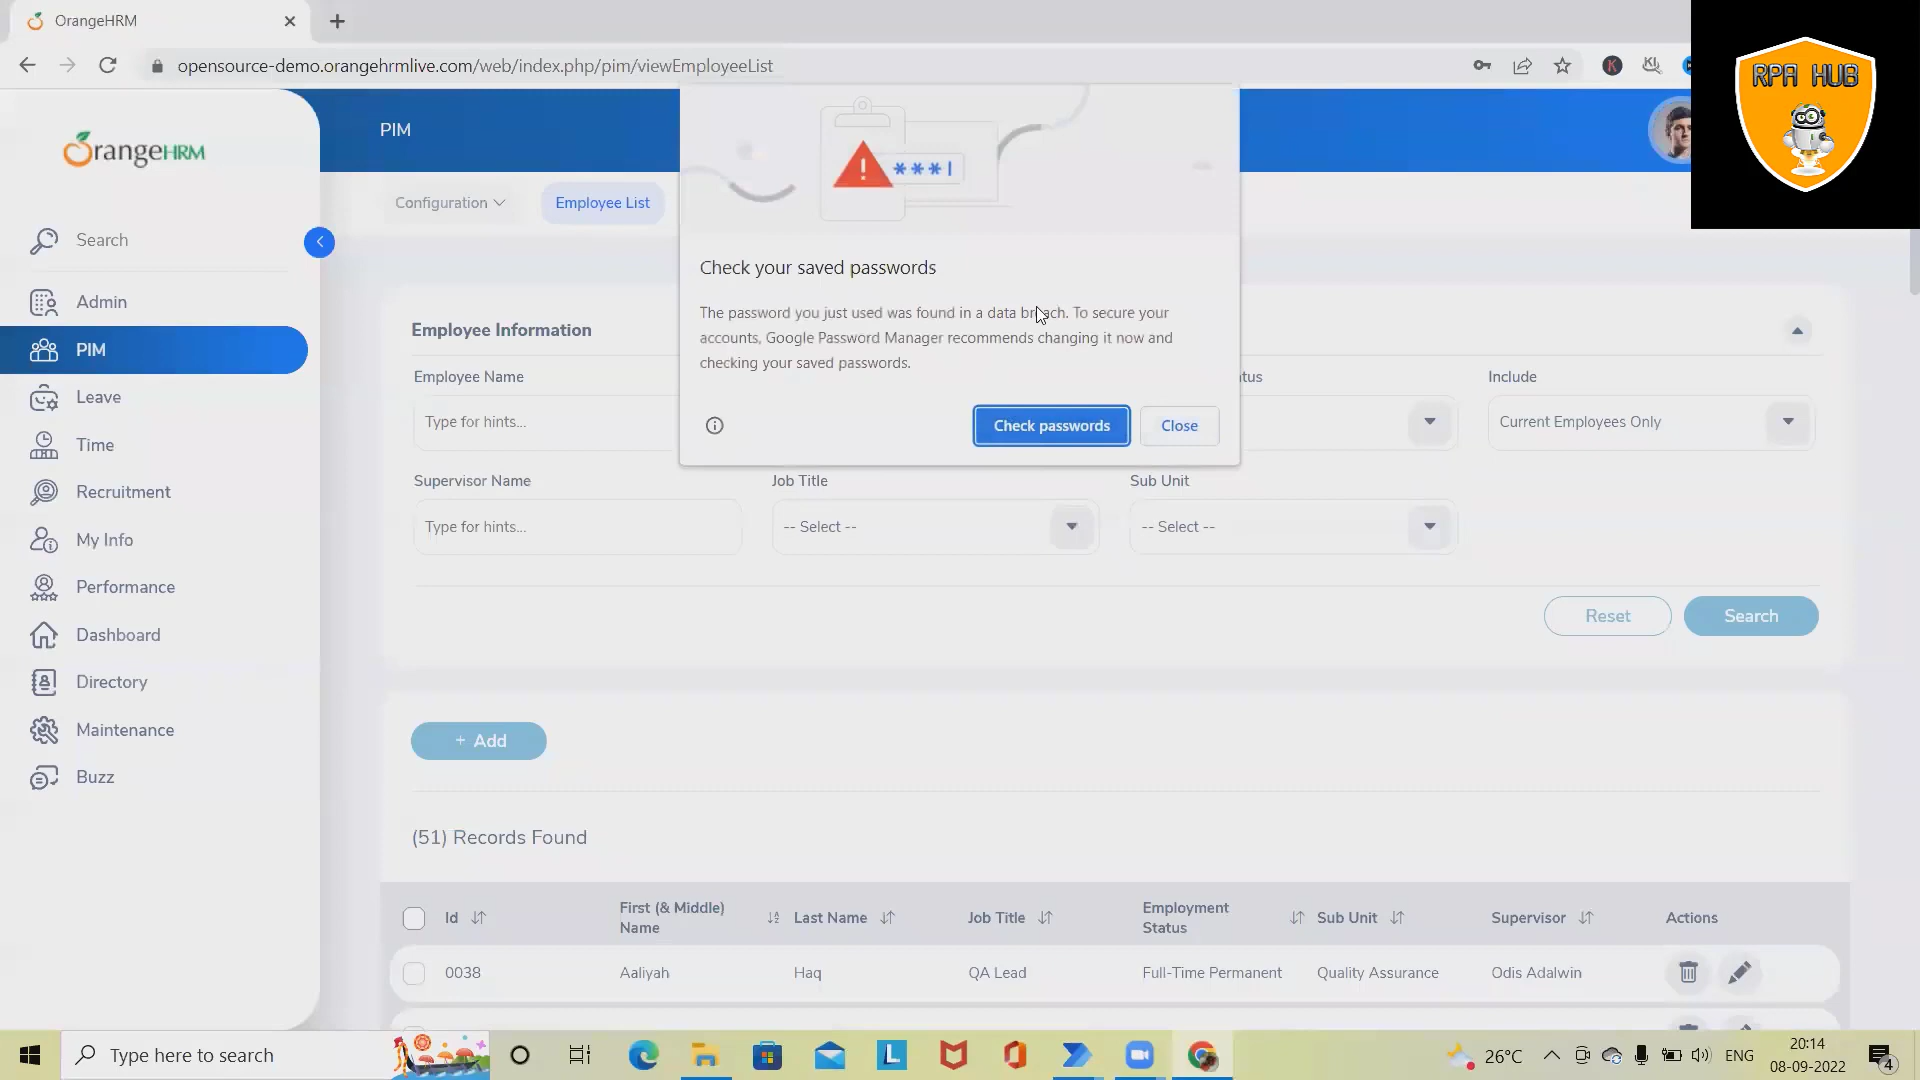 OrangeHRM
opensource-demo.orangehrmlive.com/web/index.php/pim/viewEmployeeList
RPA HUB
OrangeHRM
PIM
Configuration
Employee List
Search
Admin
PIM
Leave
Time
Recruitment
My Info
Performance
Dashboard
Directory
Maintenance
Buzz
***
Check your saved passwords
The password you just used was found in a data breach. To secure your
accounts, Google Password Manager recommends changing it now and
checking your saved passwords.
Check passwords
Close
Employee Information
Employee Name
Include
Type for hints...
Current Employees Only
Supervisor Name
Job Title
Sub Unit
Type for hints...
-- Select --
-- Select --
Reset
Search
+ Add
(51) Records Found
Id
First (& Middle)
Name
Last Name
Job Title
Employment
Status
Sub Unit
Supervisor
Actions
0038
Aaliyah
Haq
QA Lead
Full-Time Permanent
Quality Assurance
Odis Adalwin
Type here to search
26°C
ENG
20:14
08-09-2022
4